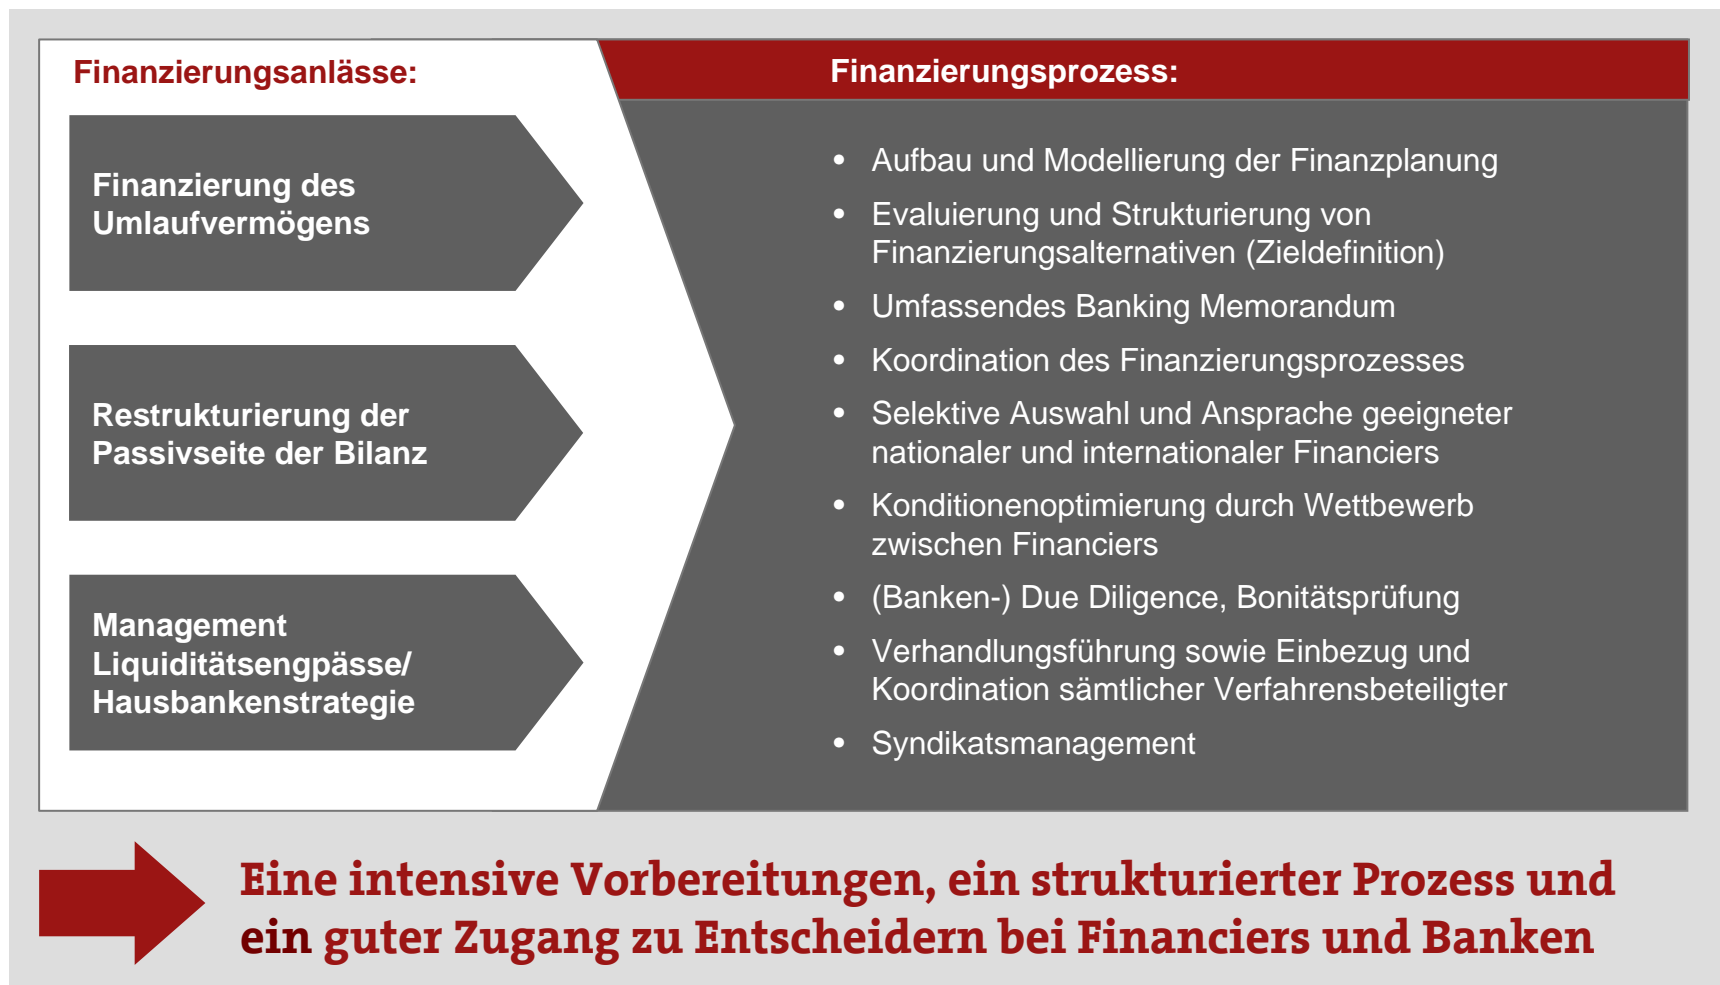 Finanzierungsanlässe:
Finanzierung des
Umlaufvermögens
Restrukturierung der
Passivseite der Bilanz
Management
Liquiditätsengpässe/
Hausbankenstrategie
Finanzierungsprozess:
• Aufbau und Modellierung der Finanzplanung
• Evaluierung und Strukturierung von
Finanzierungsalternativen (Zieldefinition)
• Umfassendes Banking Memorandum
• Koordination des Finanzierungsprozesses
• Selektive Auswahl und Ansprache geeigneter
nationaler und internationaler Financiers
• Konditionenoptimierung durch Wettbewerb
zwischen Financiers
• (Banken-) Due Diligence, Bonitätsprüfung
• Verhandlungsführung sowie Einbezug und
Koordination sämtlicher Verfahrensbeteiligter
• Syndikatsmanagement
Eine intensive Vorbereitungen, ein strukturierter Prozess und
ein guter Zugang zu Entscheidern bei Financiers und Banken